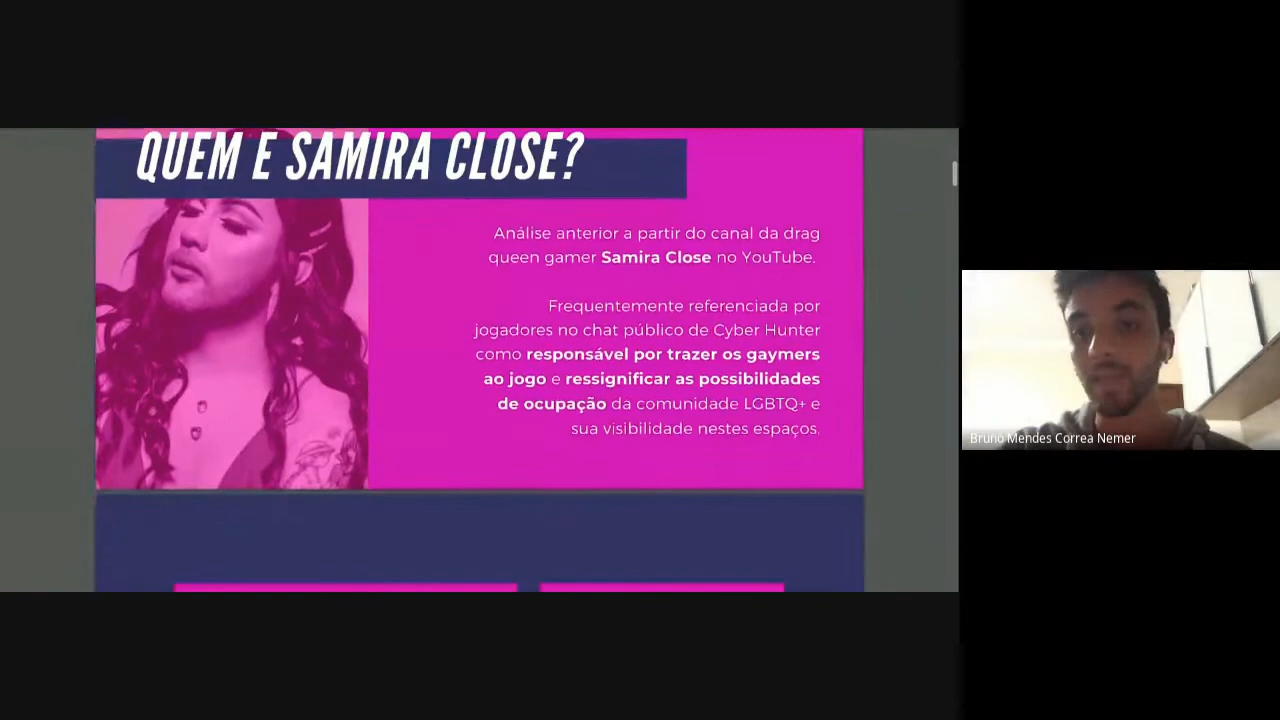 QUEM E SAMIRA CLOSE?
Análise anterior a partir do canal da drag
queen gamer Samira Close no YouTube.
Frequentemente referenciada por
jogadores no chat público de Cyber Hunter
como responsável por trazer os gaymers
ao jogo e ressignificar as possibilidades
de ocupação da comunidade LGBTQ+ e
sua visibilidade nestes espaços.
Bruno Mendes Correa Nemer